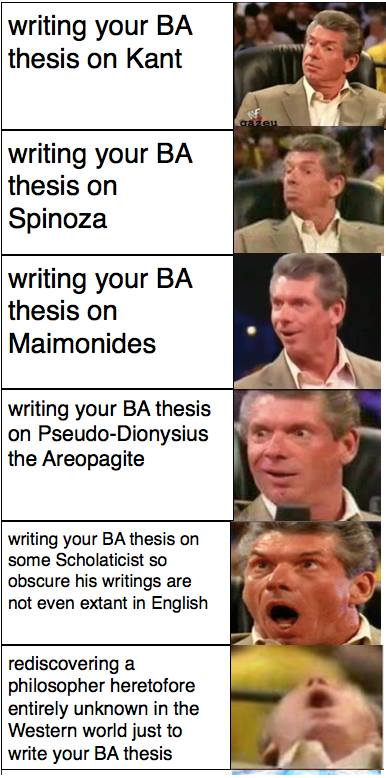 writing your BA
thesis on Kant
writing your BA
thesis on
Spinoza
writing your BA
thesis on
Maimonides
writing your BA thesis
on Pseudo-Dionysius
the Areopagite
writing your BA thesis on
some Scholaticist so
obscure his writings are
not even extant in English
rediscovering a
philosopher heretofore
entirely unknown in the
Western world just to
write your BA thesis